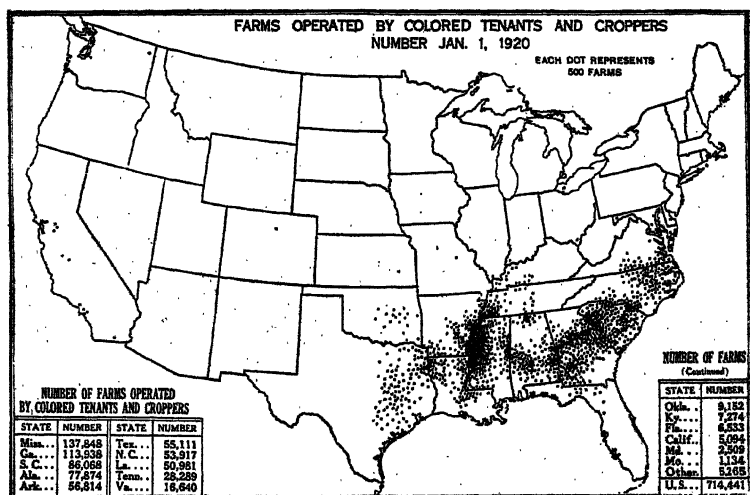 FARMS OPERATED BY COLORED TENANTS AND CROPPERS
NUMBER JAN. 1, 1920
EACH DOT REPRESENTS
500 FARMS
NUMBER OF FARMS OPERATED
BY COLORED TENANTS AND CROPPERS
STATE NUMBER STATE NUMBER
Miss... 137,848 Tex... 55,111
Ga... 113,938 N.C... 53,917
S.C... 86,068 La... 50,981
Ala... 77,874 Tenn. 28,289
Ark... 56,814 Va... 16,640
NUMBER OF FARMS
(Continued)
STATE NUMBER
Okla... 9,152
Ky... 7,274
Fla... 6,533
Calif.. 5,094
Md... 2,509
Mo... 1,134
Other. 5,265
U.S... 714,441